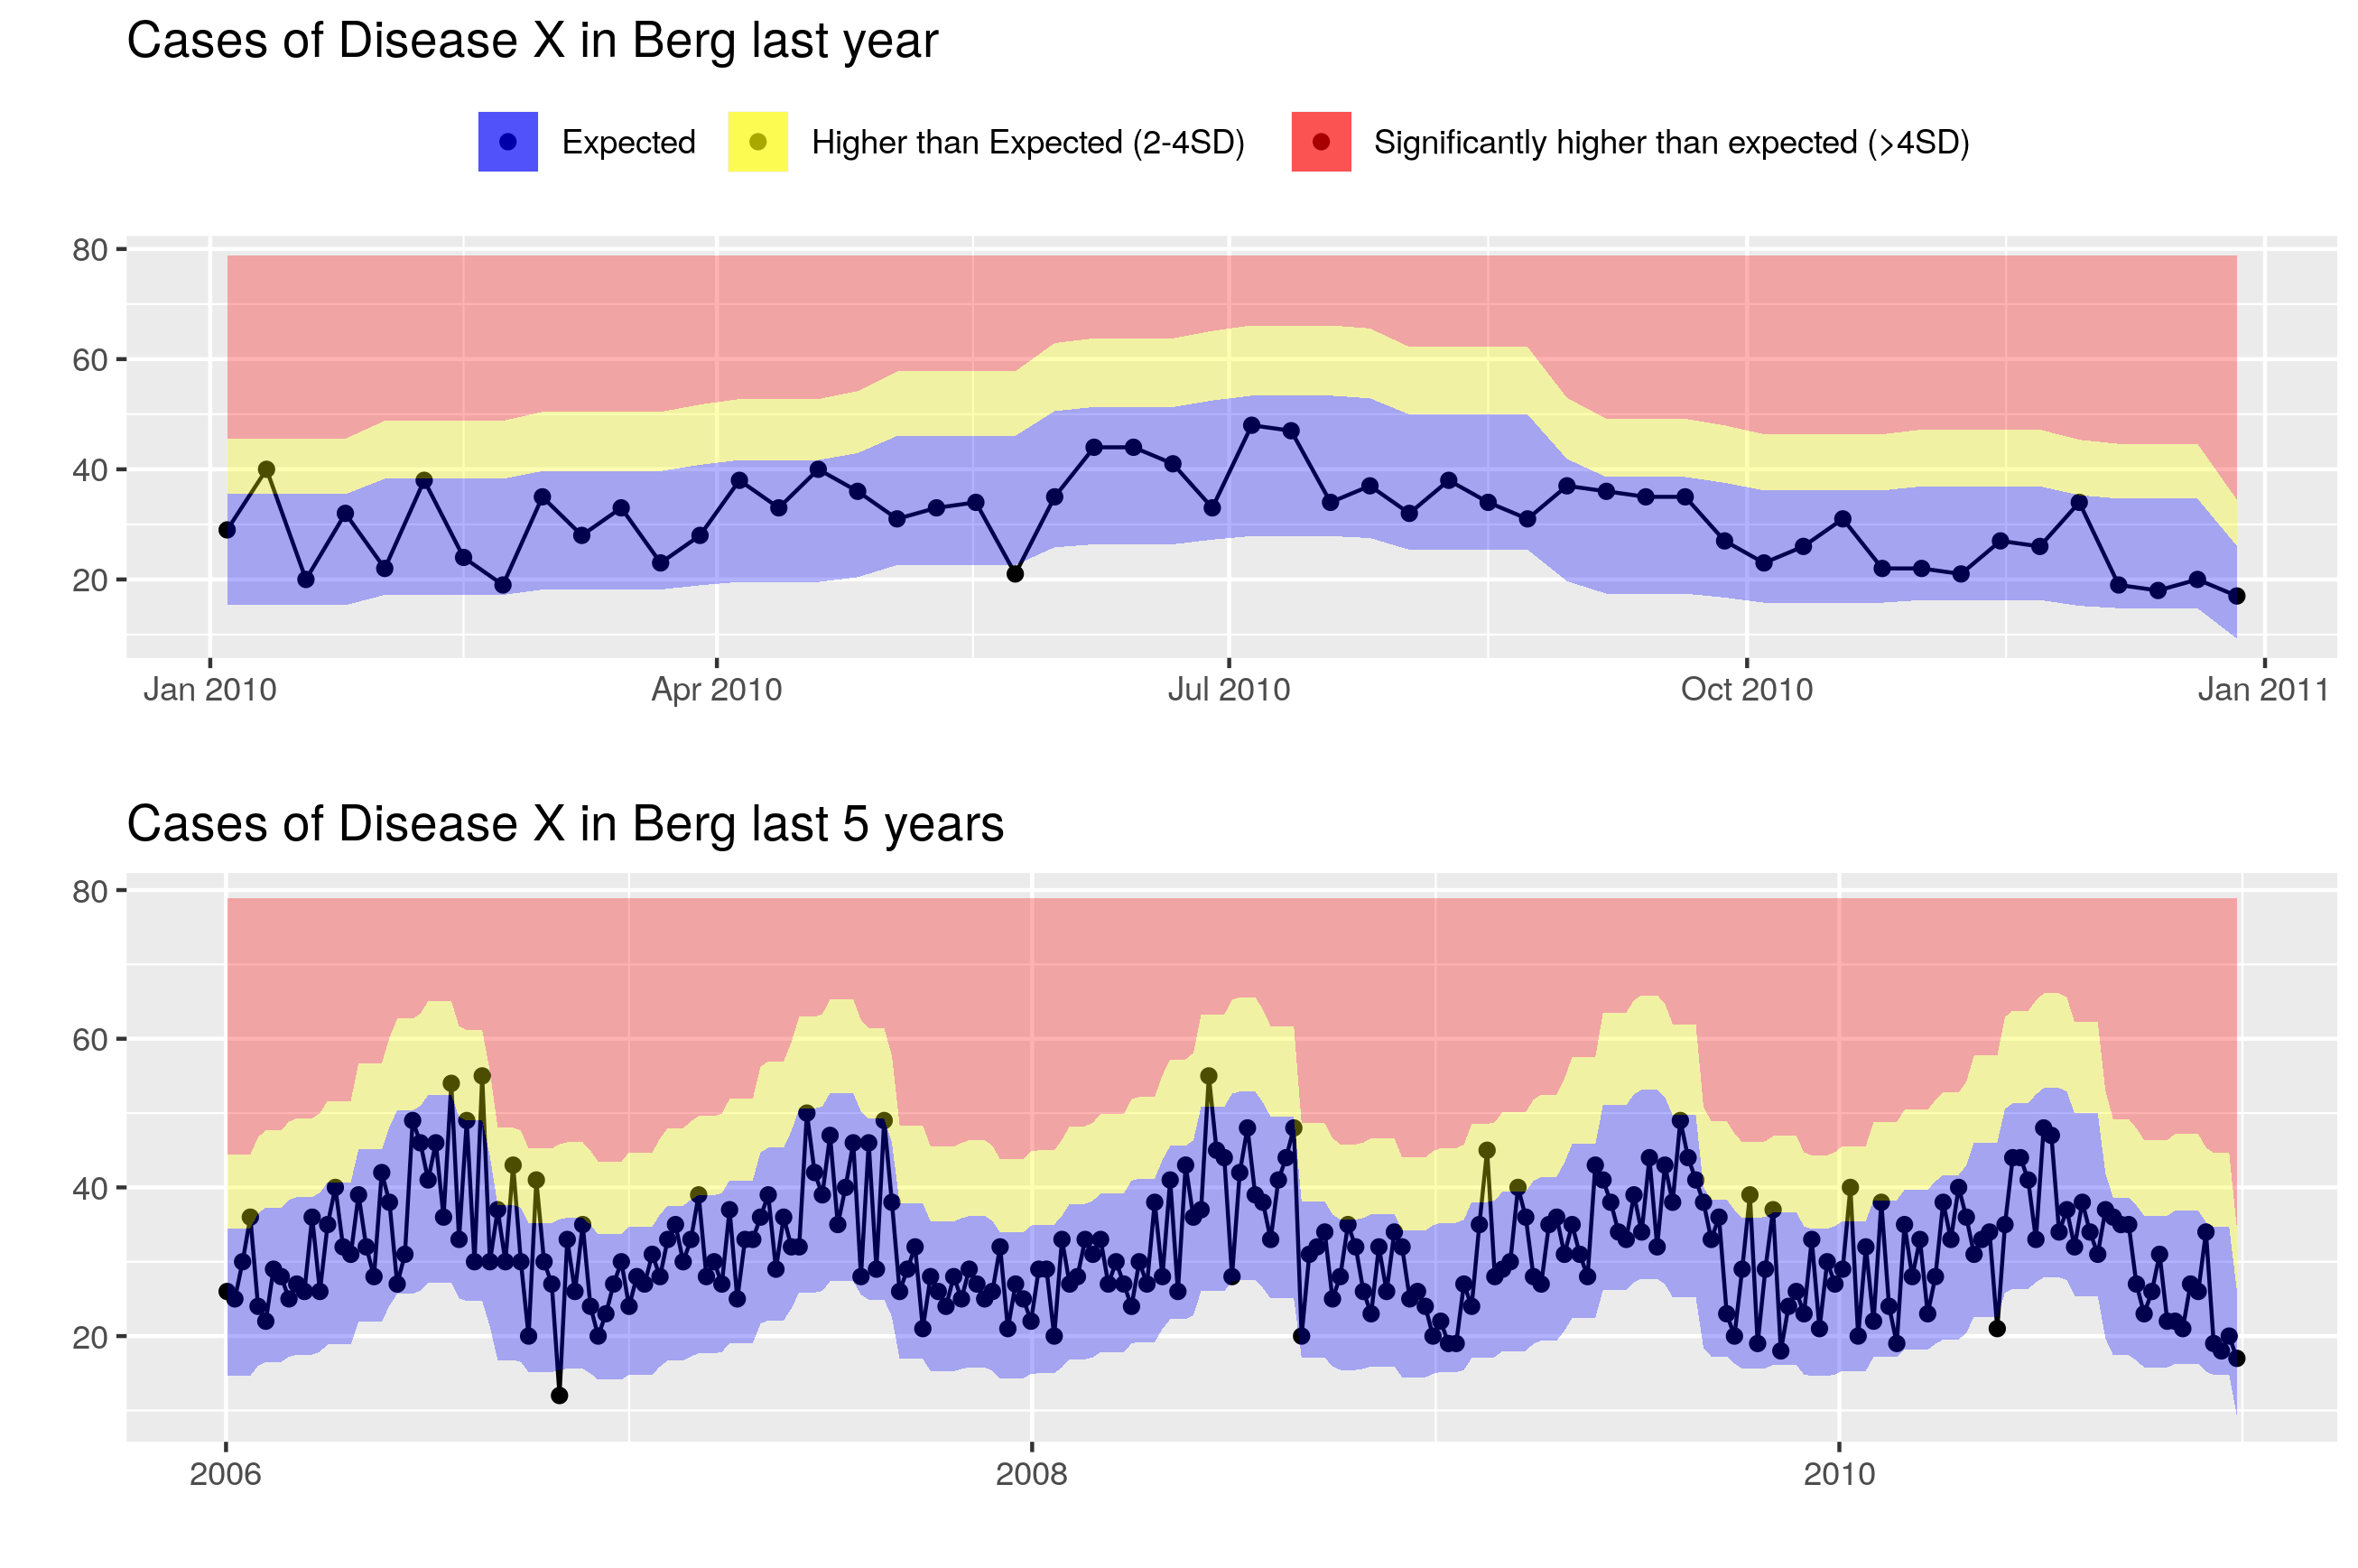 Cases of Disease X in Berg last year
Expected Higher than Expected (2-4SD) Significantly higher than expected (>4SD)
80
60
40
20
Jan 2010 Apr 2010 Jul 2010 Oct 2010 Jan 2011
Cases of Disease X in Berg last 5 years
80
60
40
20
2006 2008 2010